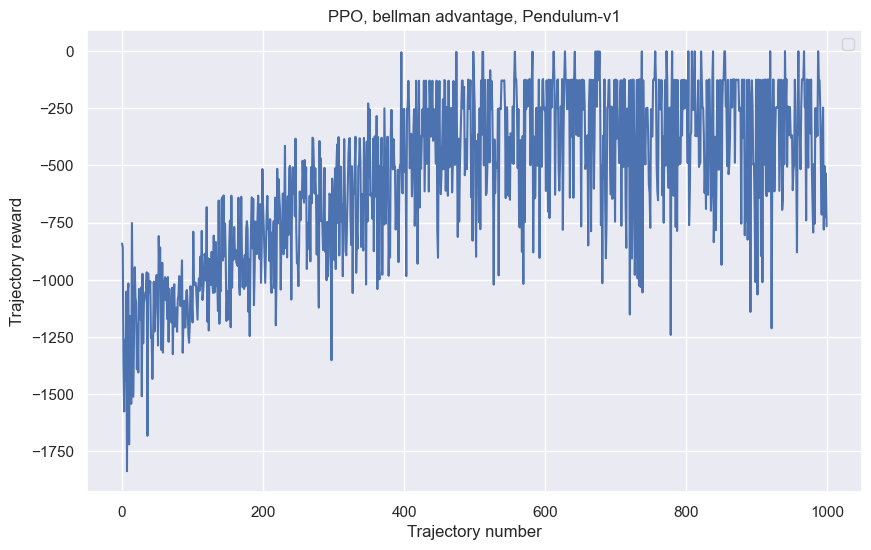 PPO, bellman advantage, Pendulum-v1
Trajectory reward
0
−250
−500
−750
−1000
−1250
−1500
−1750
0 200 400 600 800 1000
Trajectory number